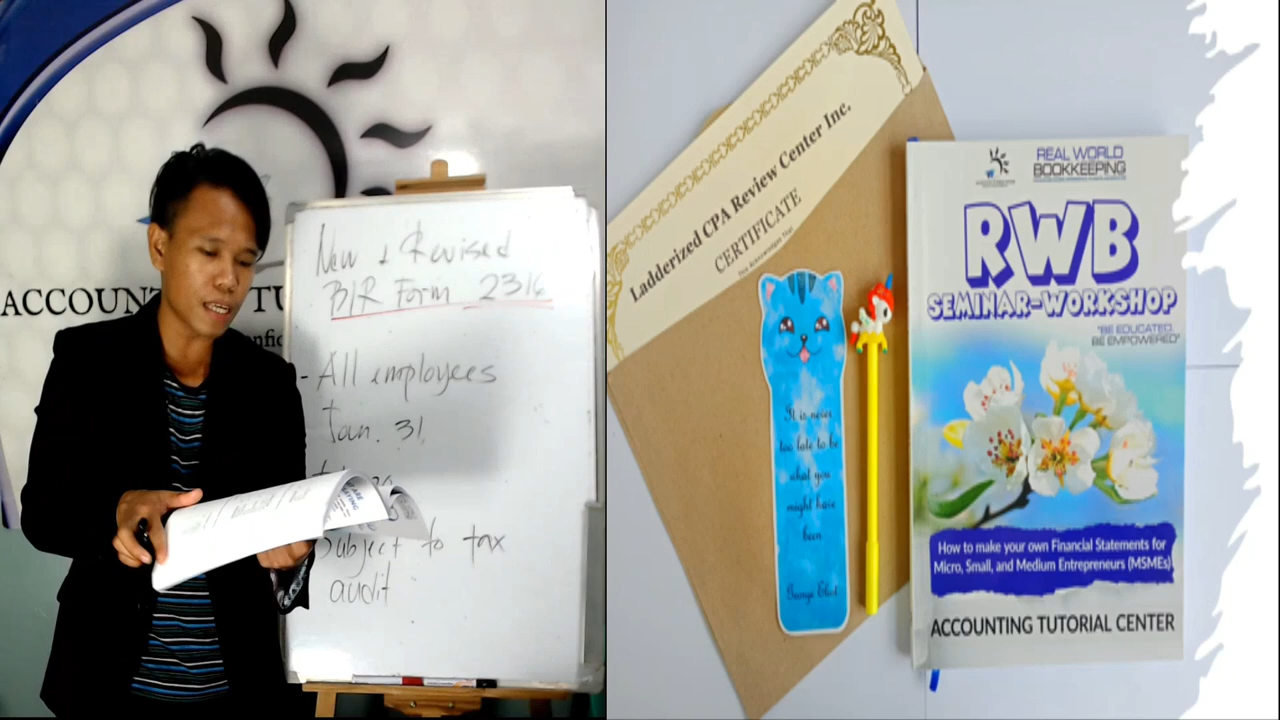 ACCOUNT
New & Revised
BIR Form 2316
- All employees
Jan. 31
Subject to tax
audit
Ladderized CPA Review Center Inc.
CERTIFICATE
This Acknowledges That
It is never
too late to be
what you
might have
been
George Eliot
REAL WORLD
BOOKKEEPING
RWB
SEMINAR-WORKSHOP
"BE EDUCATED,
BE EMPOWERED"
How to make your own Financial Statements for
Micro, Small, and Medium Entrepreneurs (MSMEs)
ACCOUNTING TUTORIAL CENTER